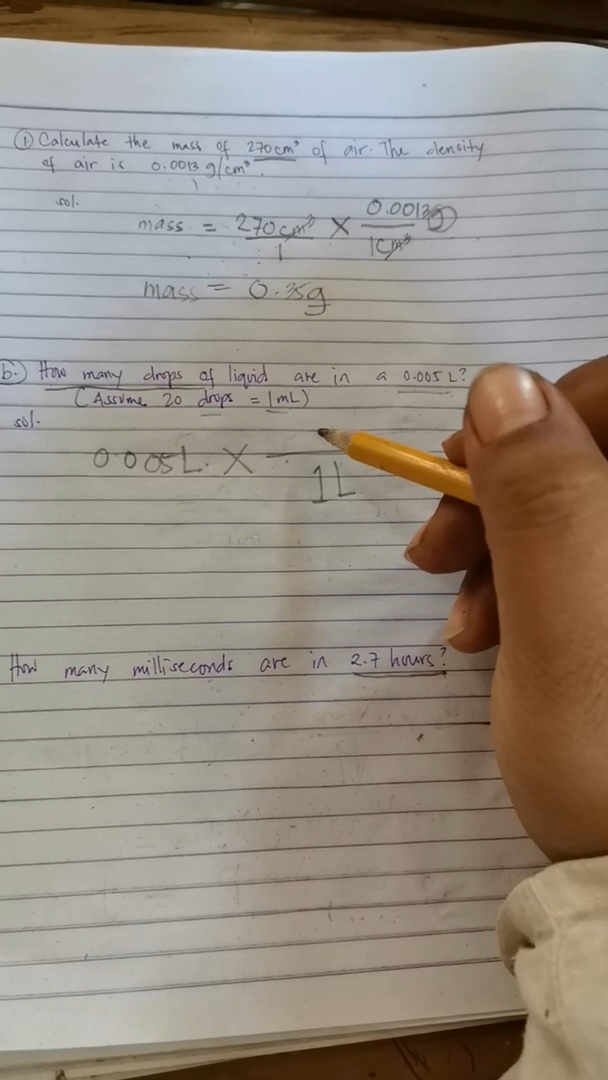 ① Calculate the mass of 270cm³ of air. The density
of air is 0.0013 g/cm³.
sol.
mass = 270cm³/1 × 0.0013g/1cm³
mass = 0.35g
b.) How many drops of liquid are in a 0.005 L?
(Assume 20 drops = 1mL)
sol.
0.005L × /1L
How many milliseconds are in 2.7 hours?